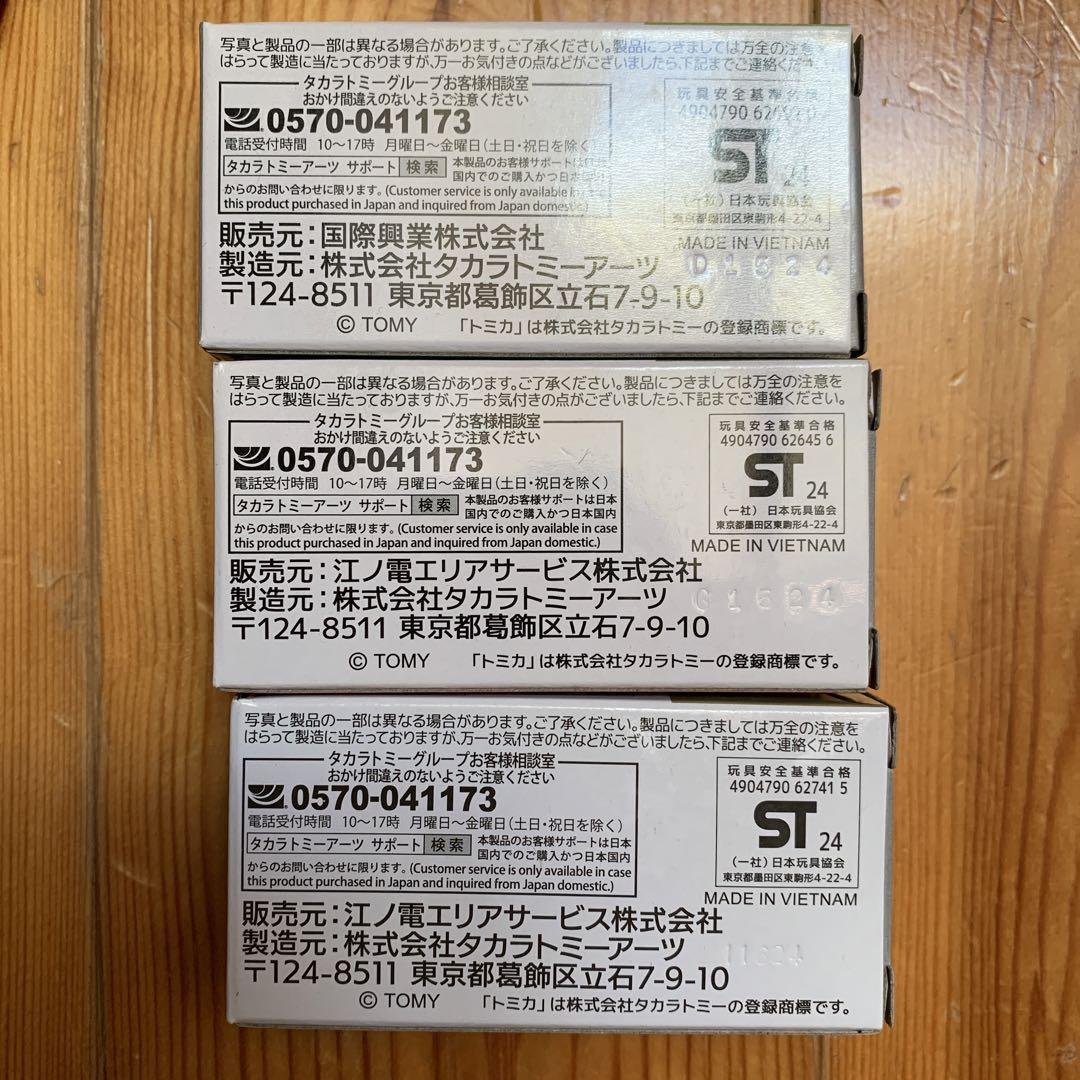 写真と製品の一部は異なる場合があります。ご了承ください。製品につきましては万全の注意を
はらって製造に当たっておりますが、万一お気付きの点などがございましたら、下記までご連絡ください。
タカラトミーグループお客様相談室
おかけ間違えのないようご注意ください
0570-041173
電話受付時間 10〜17時 月曜日〜金曜日(土日・祝日を除く)
タカラトミーアーツ サポート 検索 本製品のお客様サポートは
国内でのご購入かつ日本
からのお問い合わせに限ります。(Customer service is only available in
this product purchased in Japan and inquired from Japan domestic.)
玩具安全基準合格
4904790
ST 24
(一社)日本玩具協会
東京都墨田区東駒形4-22-4
MADE IN VIETNAM
販売元:国際興業株式会社
製造元:株式会社タカラトミーアーツ D1624
〒124-8511 東京都葛飾区立石7-9-10
© TOMY 「トミカ」は株式会社タカラトミーの登録商標です。
写真と製品の一部は異なる場合があります。ご了承ください。製品につきましては万全の注意を
はらって製造に当たっておりますが、万一お気付きの点がございましたら、下記までご連絡ください。
タカラトミーグループお客様相談室
おかけ間違えのないようご注意ください
0570-041173
電話受付時間 10〜17時 月曜日〜金曜日(土日・祝日を除く)
タカラトミーアーツ サポート 検索 本製品のお客様サポートは日本
国内でのご購入かつ日本国内
からのお問い合わせに限ります。(Customer service is only available in case
this product purchased in Japan and inquired from Japan domestic.)
玩具安全基準合格
4904790 62645 6
ST 24
(一社)日本玩具協会
東京都墨田区東駒形4-22-4
MADE IN VIETNAM
販売元:江ノ電エリアサービス株式会社
製造元:株式会社タカラトミーアーツ
〒124-8511 東京都葛飾区立石7-9-10
© TOMY 「トミカ」は株式会社タカラトミーの登録商標です。
写真と製品の一部は異なる場合があります。ご了承ください。製品につきましては万全の注意を
はらって製造に当たっておりますが、万一お気付きの点などがございましたら、下記までご連絡ください。
タカラトミーグループお客様相談室
おかけ間違えのないようご注意ください
0570-041173
電話受付時間 10〜17時 月曜日〜金曜日(土日・祝日を除く)
タカラトミーアーツ サポート 検索 本製品のお客様サポートは日本
国内でのご購入かつ日本国内
からのお問い合わせに限ります。(Customer service is only available in case
this product purchased in Japan and inquired from Japan domestic.)
玩具安全基準合格
4904790 62741 5
ST 24
(一社)日本玩具協会
東京都墨田区東駒形4-22-4
MADE IN VIETNAM
販売元:江ノ電エリアサービス株式会社
製造元:株式会社タカラトミーアーツ
〒124-8511 東京都葛飾区立石7-9-10
© TOMY 「トミカ」は株式会社タカラトミーの登録商標です。